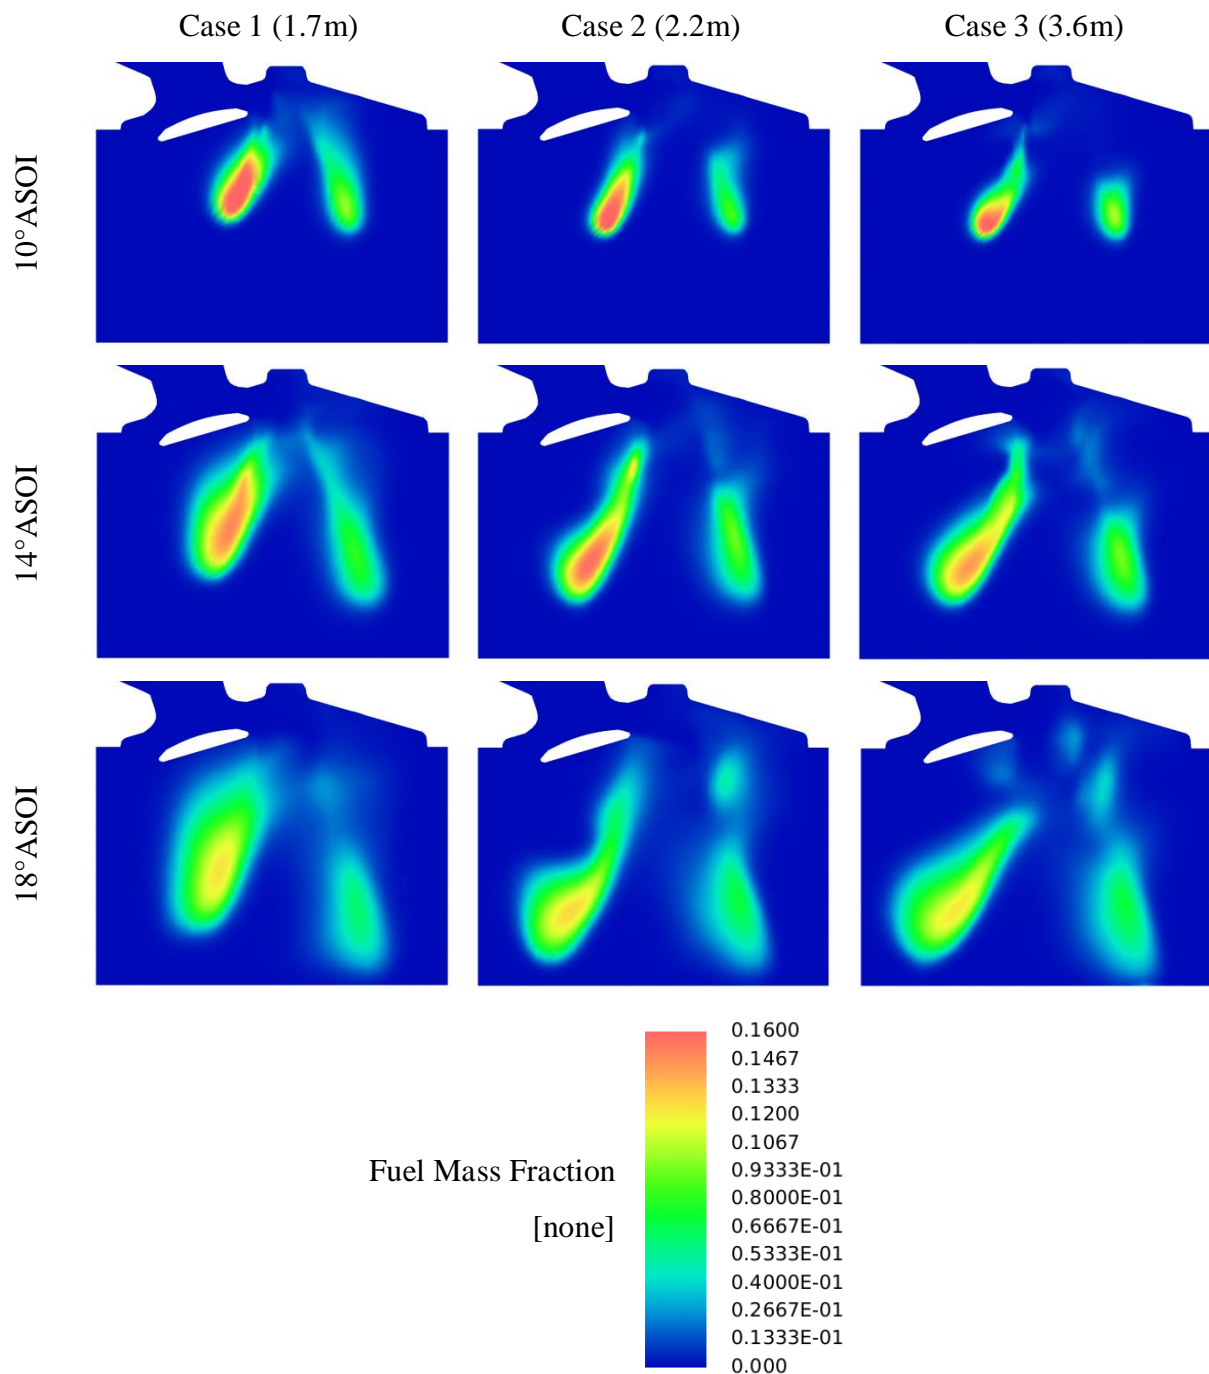 Case 1 (1.7m)
Case 2 (2.2m)
Case 3 (3.6m)
10°ASOI
14°ASOI
18°ASOI
Fuel Mass Fraction
[none]
0.1600
0.1467
0.1333
0.1200
0.1067
0.9333E-01
0.8000E-01
0.6667E-01
0.5333E-01
0.4000E-01
0.2667E-01
0.1333E-01
0.000